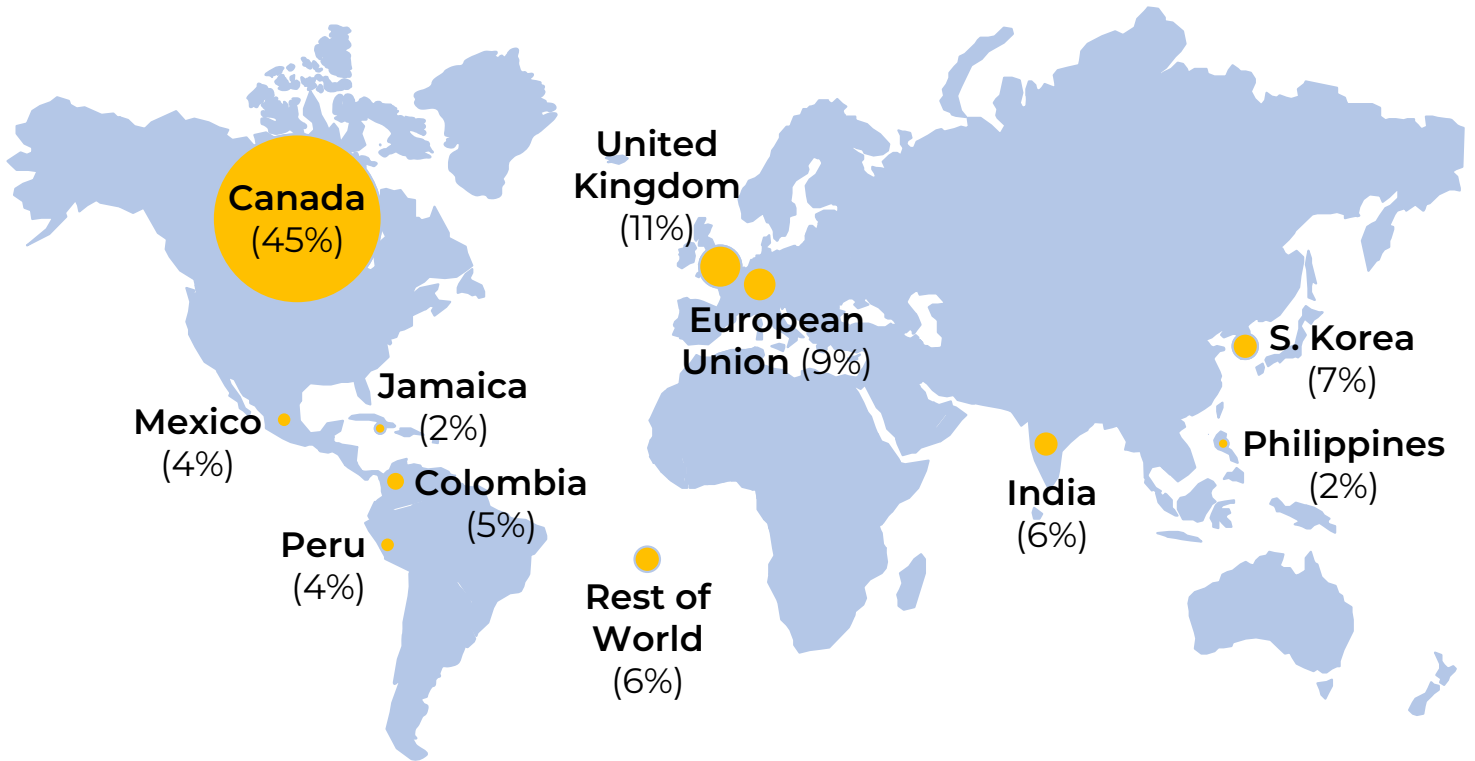 Canada
(45%)
United
Kingdom
(11%)
European
Union (9%)
S. Korea
(7%)
Jamaica
(2%)
Mexico
(4%)
Philippines
(2%)
Colombia
(5%)
India
(6%)
Peru
(4%)
Rest of
World
(6%)